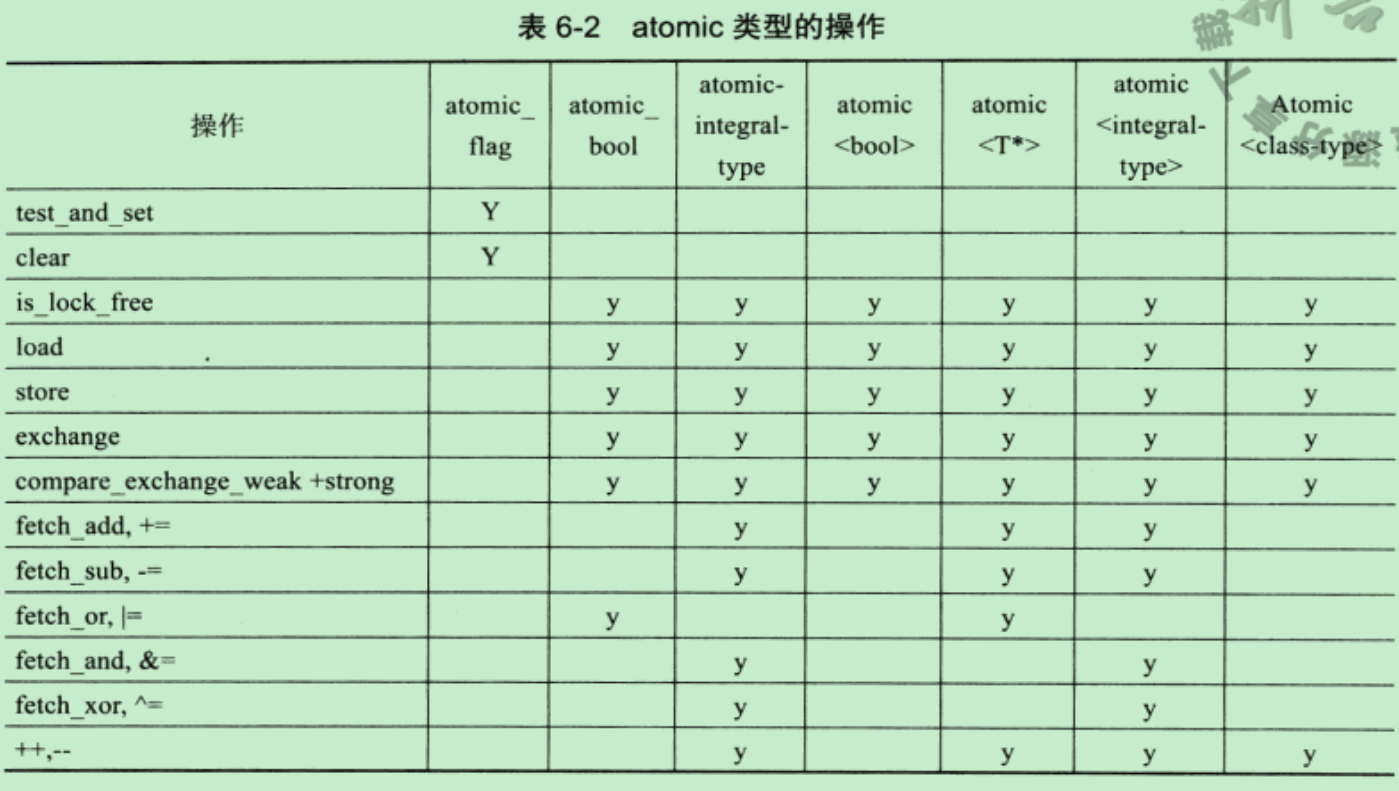 表 6-2 atomic 类型的操作
操作 atomic_flag atomic_bool atomic-integral-type atomic<bool> atomic<T*> atomic<integral-type> Atomic<class-type>
test_and_set Y
clear Y
is_lock_free y y y y y y
load y y y y y y
store y y y y y y
exchange y y y y y y
compare_exchange_weak +strong y y y y y y
fetch_add, += y y y
fetch_sub, -= y y y
fetch_or, |= y y
fetch_and, &= y y
fetch_xor, ^= y y
++,-- y y y y